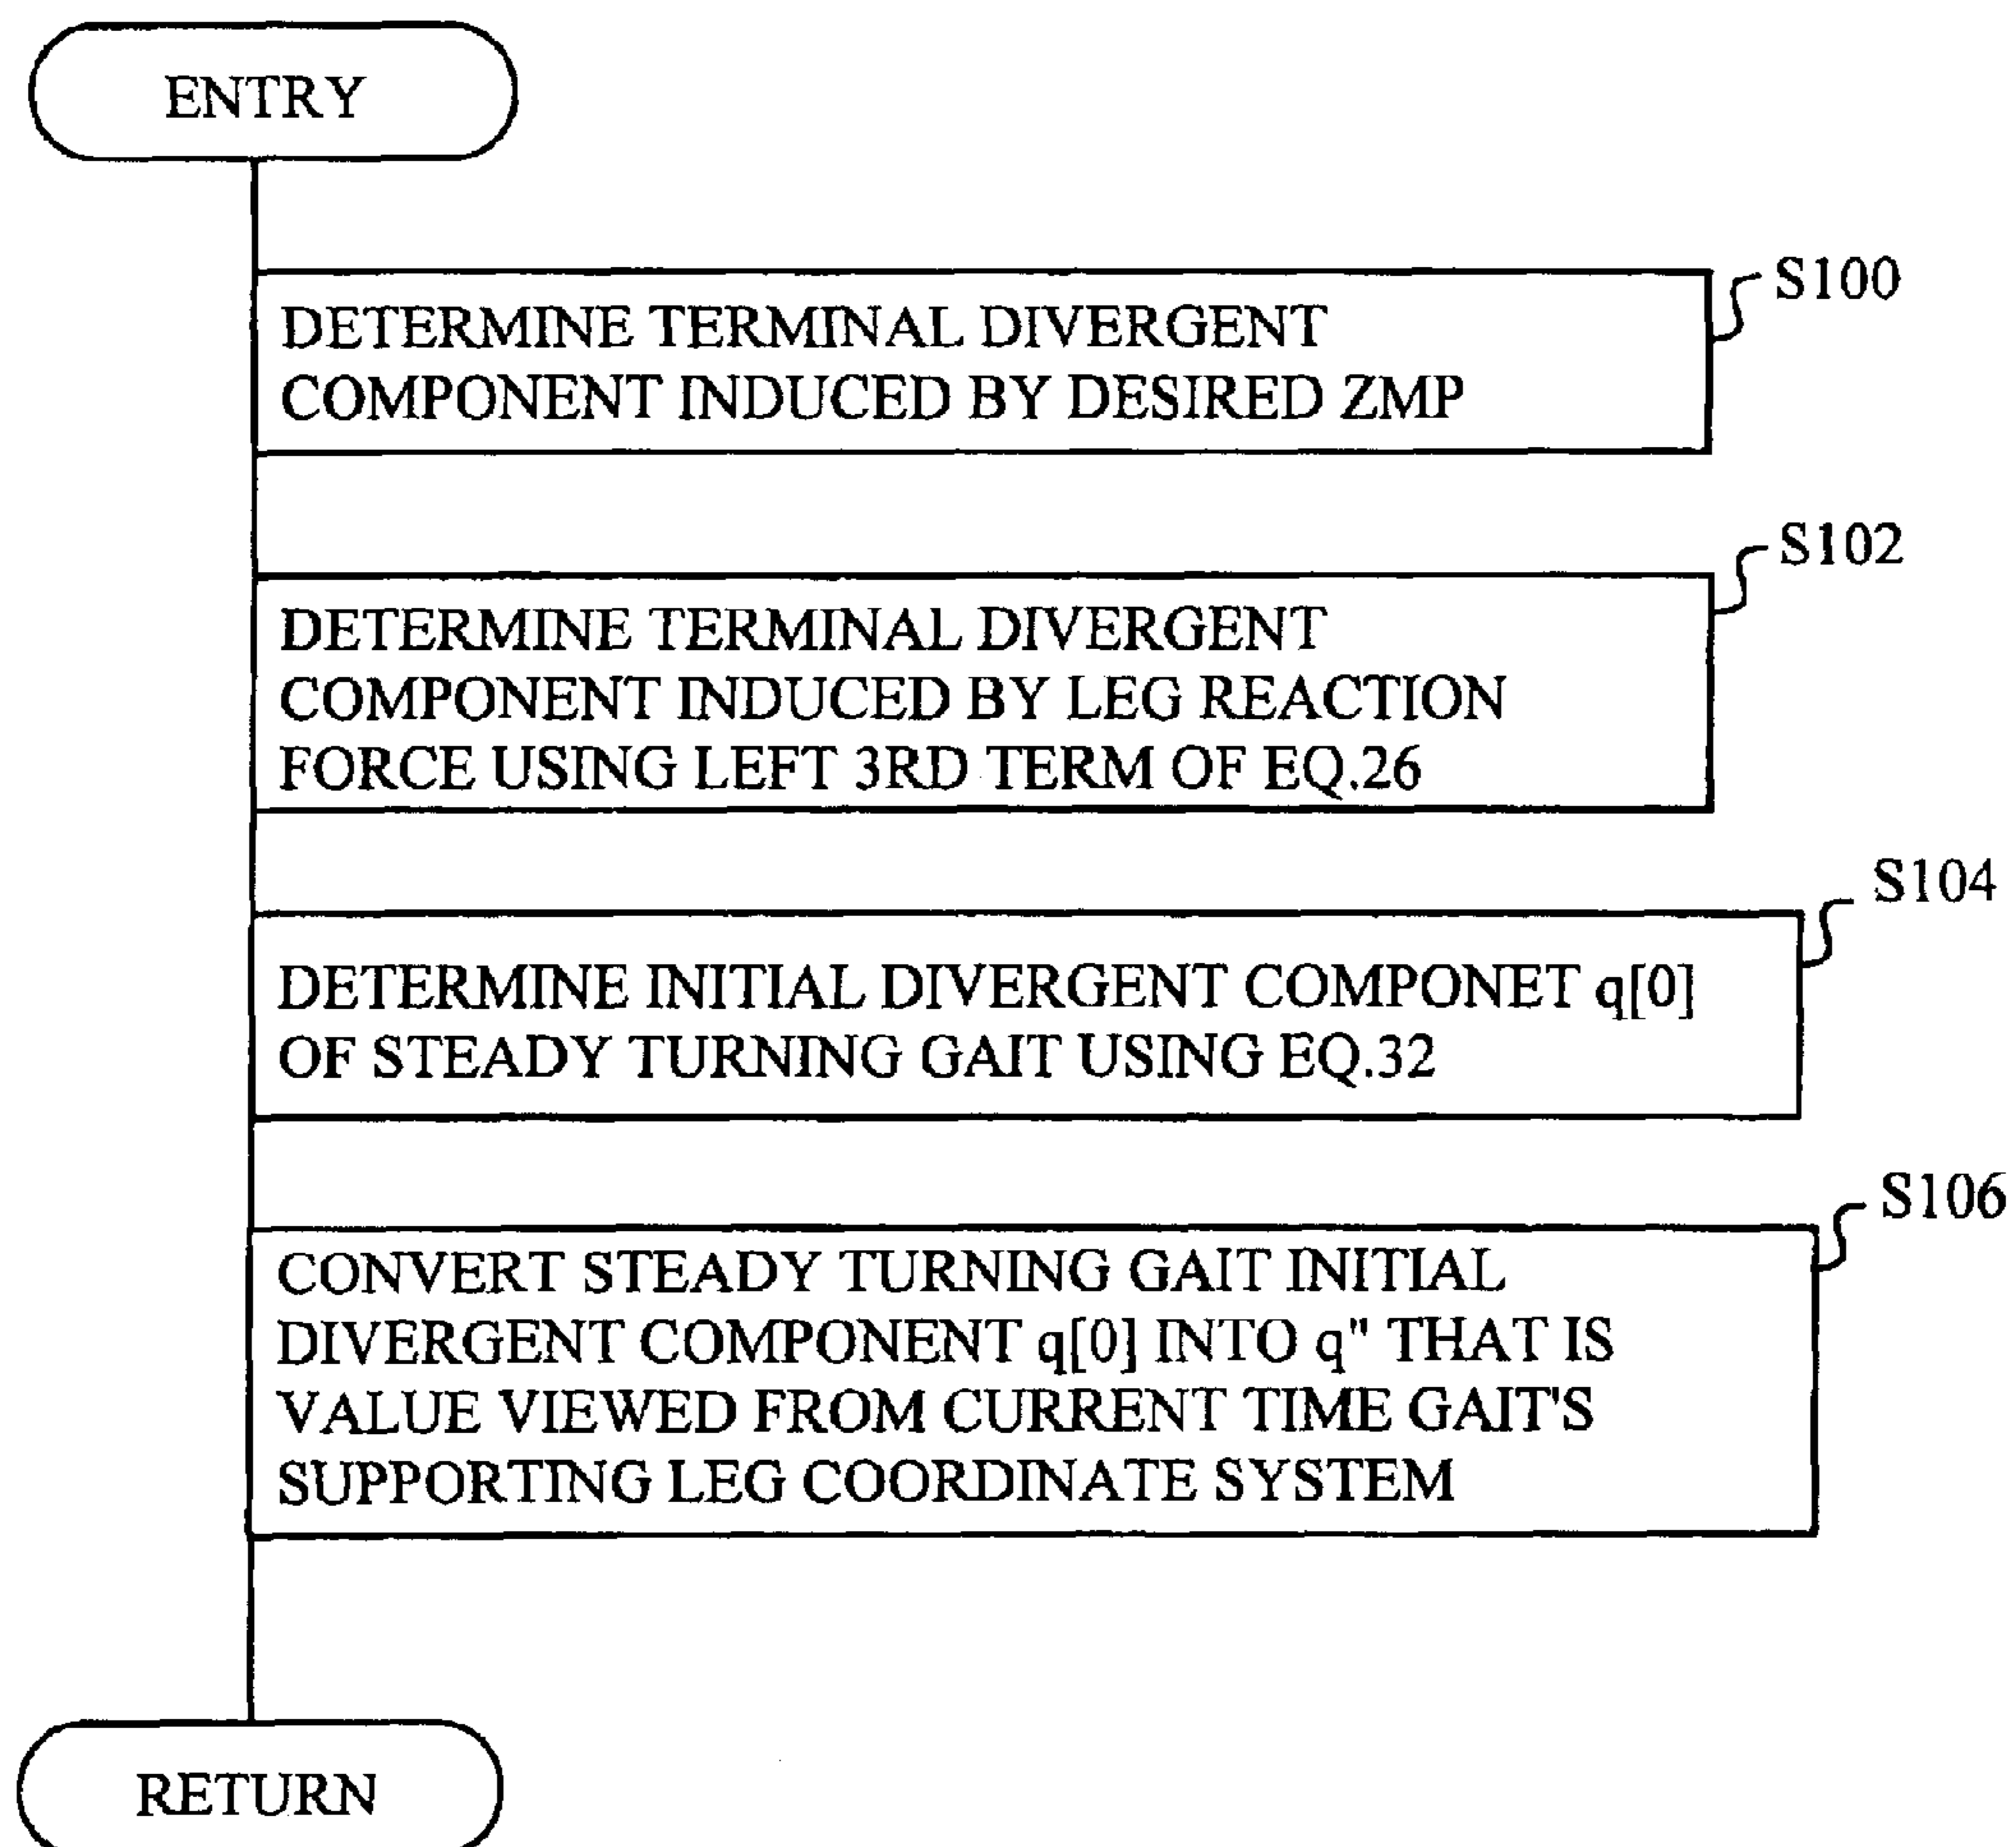 ENTRY
S100
DETERMINE TERMINAL DIVERGENT
COMPONENT INDUCED BY DESIRED ZMP
S102
DETERMINE TERMINAL DIVERGENT
COMPONENT INDUCED BY LEG REACTION
FORCE USING LEFT 3RD TERM OF EQ.26
S104
DETERMINE INITIAL DIVERGENT COMPONET q[0]
OF STEADY TURNING GAIT USING EQ.32
S106
CONVERT STEADY TURNING GAIT INITIAL
DIVERGENT COMPONENT q[0] INTO q" THAT IS
VALUE VIEWED FROM CURRENT TIME GAIT'S
SUPPORTING LEG COORDINATE SYSTEM
RETURN